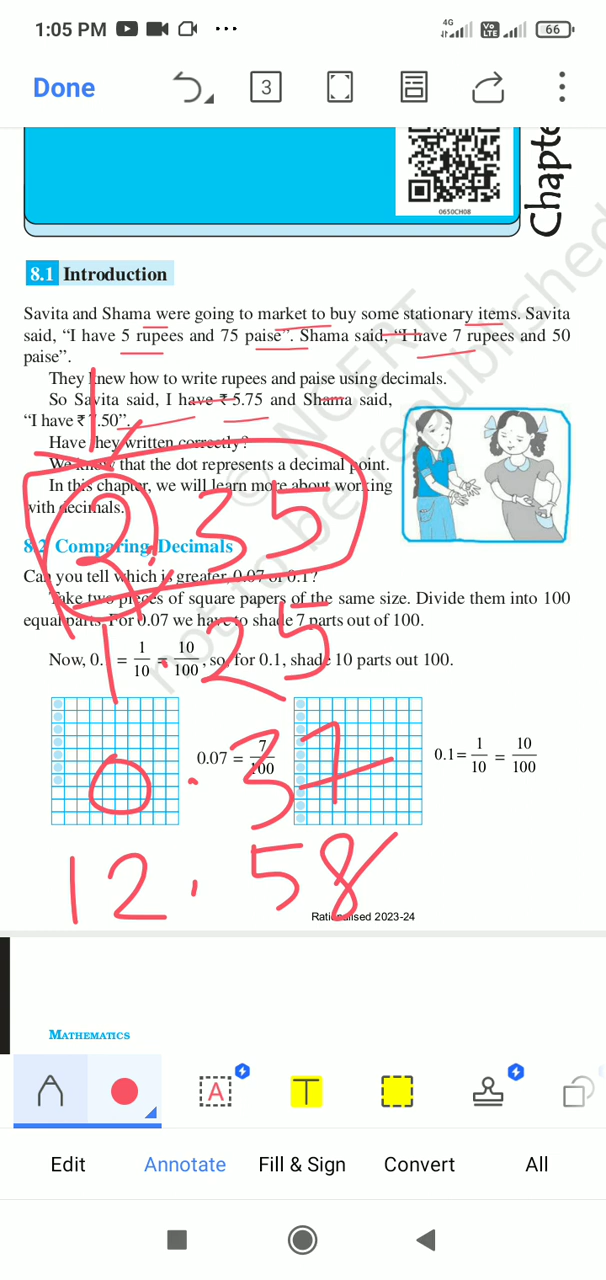 1:05 PM
4G
Vo LTE
66
Done
3
0650CH08
Chapte
8.1 Introduction
Savita and Shama were going to market to buy some stationary items. Savita
said, “I have 5 rupees and 75 paise”. Shama said, “I have 7 rupees and 50
paise”.
They knew how to write rupees and paise using decimals.
So Savita said, I have ₹ 5.75 and Shama said,
“I have ₹ 7.50”.
Have they written correctly?
We know that the dot represents a decimal point.
In this chapter, we will learn more about working
with decimals.
2.35
8.2 Comparing Decimals
Can you tell which is greater, 0.07 or 0.1?
Take two pieces of square papers of the same size. Divide them into 100
equal parts. For 0.07 we have to shade 7 parts out of 100.
1.25
Now, 0.1 = 1/10 = 10/100, so, for 0.1, shade 10 parts out 100.
0.07 = 7/100
0.1 = 1/10 = 10/100
0.37
12.58
© NCERT
not to be republished
Rationalised 2023-24
MATHEMATICS
A
T
Edit Annotate Fill & Sign Convert All